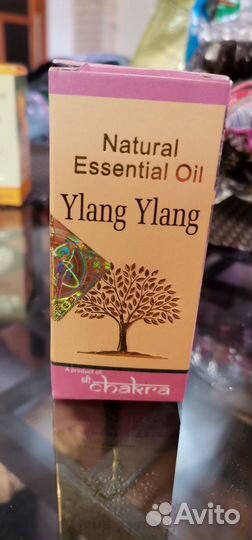 Natural
Essential Oil
Ylang Ylang
A product of
श्री chakra
Avito